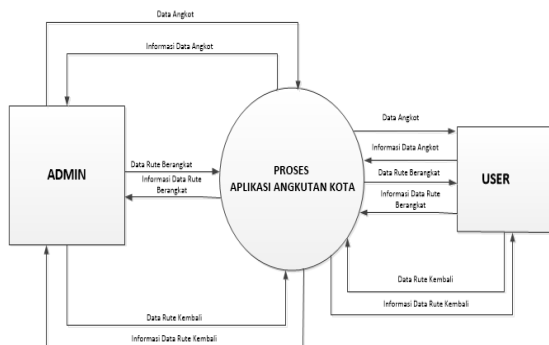 Data Angkot
Informasi Data Angkot
ADMIN
Data Rute Berangkat
Informasi Data Rute
Berangkat
PROSES
APLIKASI ANGKUTAN KOTA
Data Angkot
Informasi Data Angkot
Data Rute Berangkat
Informasi Data Rute
Berangkat
USER
Data Rute Kembali
Informasi Data Rute Kembali
Data Rute Kembali
Informasi Data Rute Kembali